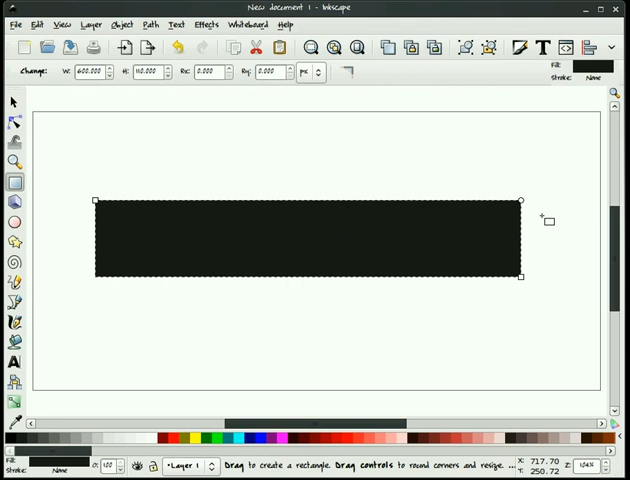 New document 1 - Inkscape
File Edit View Layer Object Path Text Effects Whiteboard Help
Change: W: 600.000 H: 110.000 Rx: 0.000 Ry: 0.000 px Fill:
Stroke: None
Fill: O: 100 •Layer 1 Drag to create a rectangle. Drag controls to round corners and resize. ... X: 717.70 Z: 104%
Stroke: None Y: 250.72